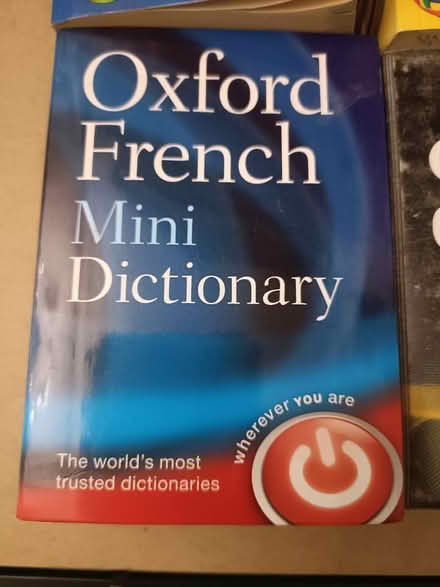 Oxford
French
Mini
Dictionary
wherever YOU are
The world's most
trusted dictionaries